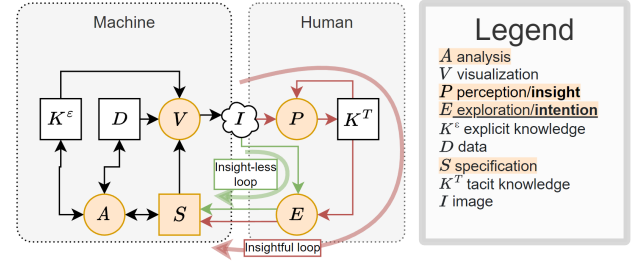 Machine
Human
Legend
K^ε
D
V
I
P
K^T
A
S
E
Insight-less
loop
Insightful loop
A analysis
V visualization
P perception/insight
E exploration/intention
K^ε explicit knowledge
D data
S specification
K^T tacit knowledge
I image